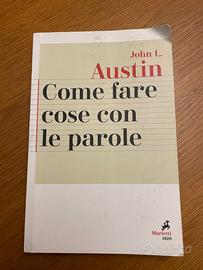 John L.
Austin
Come fare
cose con
le parole
Marietti
1820